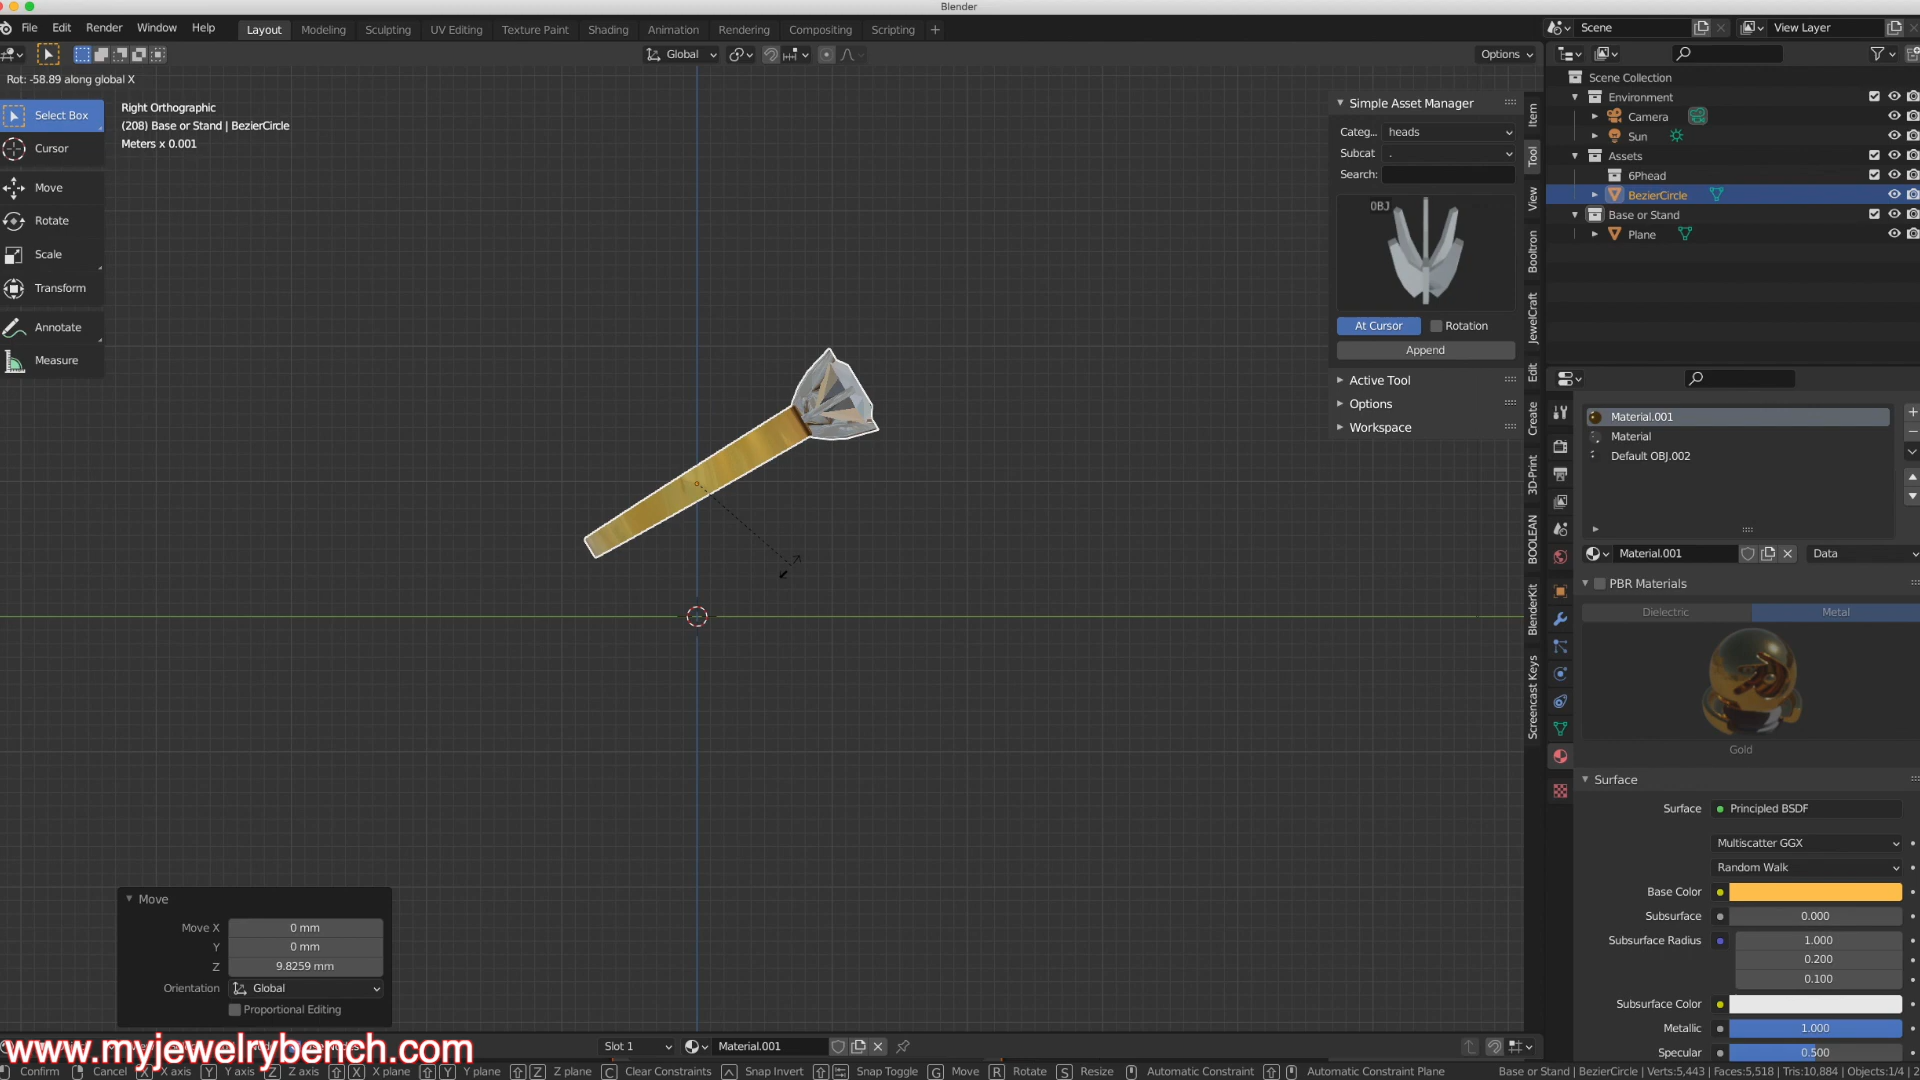 Blender
File Edit Render Window Help Layout Modeling Sculpting UV Editing Texture Paint Shading Animation Rendering Compositing Scripting + Scene View Layer
Global Options
Rot: -58.89 along global X
Right Orthographic
(208) Base or Stand | BezierCircle
Meters x 0.001
Select Box
Cursor
Move
Rotate
Scale
Transform
Annotate
Measure
Simple Asset Manager
Categ... heads
Subcat .
Search:
OBJ
At Cursor Rotation
Append
Active Tool
Options
Workspace
Item
Tool
View
Booltron
JewelCraft
Edit
Create
3D-Print
BOOLEAN
BlenderKit
Screencast Keys
Scene Collection
Environment
Camera
Sun
Assets
6Phead
BezierCircle
Base or Stand
Plane
Material.001
Material
Default OBJ.002
Material.001 Data
PBR Materials
Dielectric Metal
Gold
Surface
Surface Principled BSDF
Multiscatter GGX
Random Walk
Base Color
Subsurface 0.000
Subsurface Radius 1.000
0.200
0.100
Subsurface Color
Metallic 1.000
Specular 0.500
Move
Move X 0 mm
Y 0 mm
Z 9.8259 mm
Orientation Global
Proportional Editing
www.myjewelrybench.com
Slot 1 Material.001
Confirm Cancel X X axis Y Y axis Z Z axis X X plane Y Y plane Z Z plane C Clear Constraints Snap Invert Snap Toggle G Move R Rotate S Resize Automatic Constraint Automatic Constraint Plane Base or Stand | BezierCircle | Verts:5,443 | Faces:5,518 | Tris:10,884 | Objects:1/4